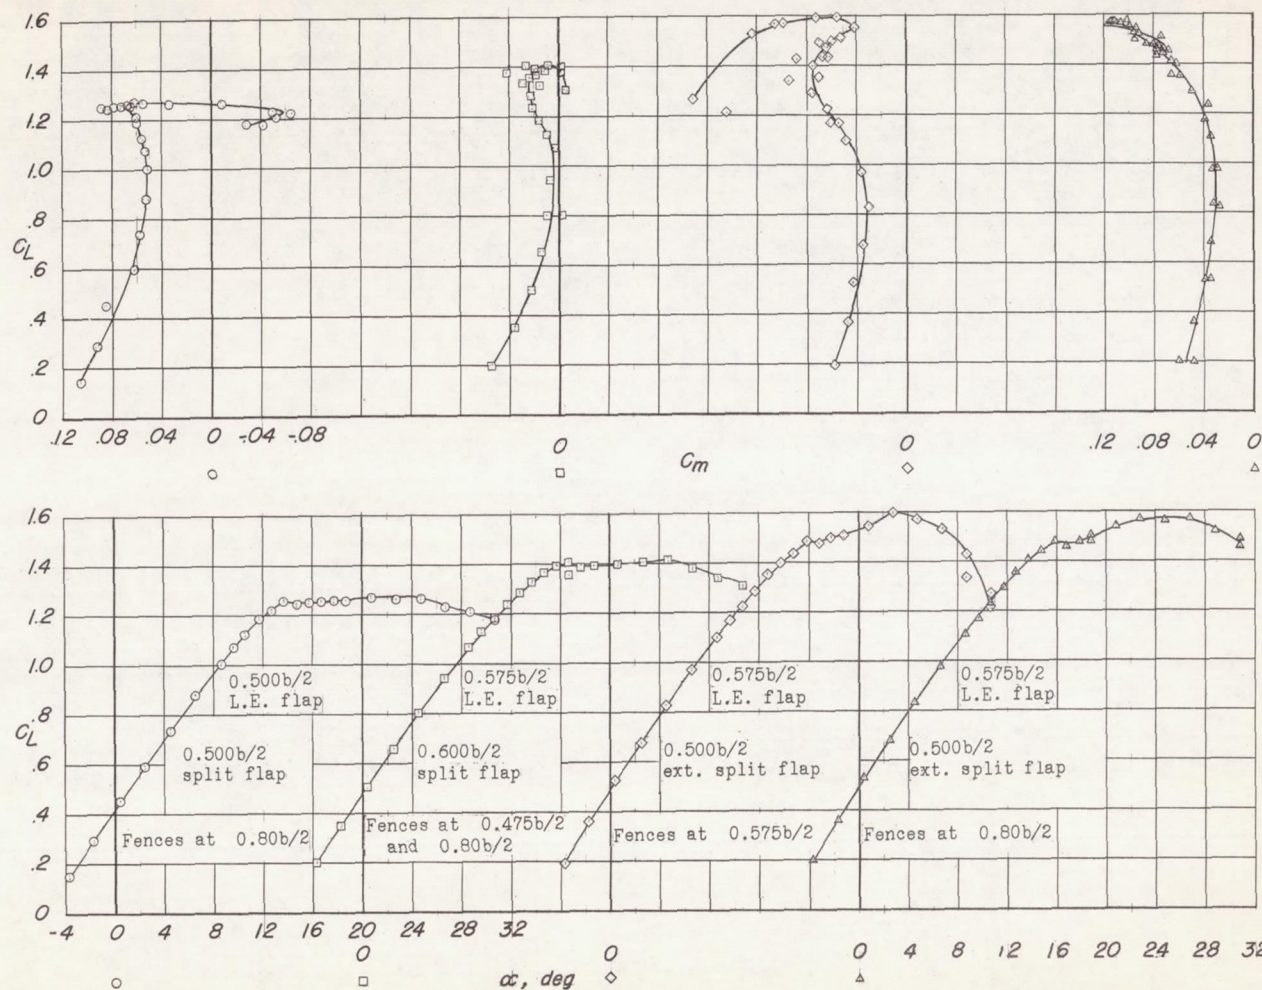 1.6
1.4
1.2
1.0
.8
C_L
.6
.4
.2
0
.12 .08 .04 0 -.04 -.08 0 0 .12 .08 .04 0
C_m
1.6
1.4
1.2
1.0
.8
C_L
.6
.4
.2
0
0.500b/2
L.E. flap
0.575b/2
L.E. flap
0.575b/2
L.E. flap
0.575b/2
L.E. flap
0.500b/2
split flap
0.600b/2
split flap
0.500b/2
ext. split flap
0.500b/2
ext. split flap
Fences at 0.80b/2
Fences at 0.475b/2
and 0.80b/2
Fences at 0.575b/2
Fences at 0.80b/2
-4 0 4 8 12 16 20 24 28 32
0 0 0 4 8 12 16 20 24 28 32
α, deg